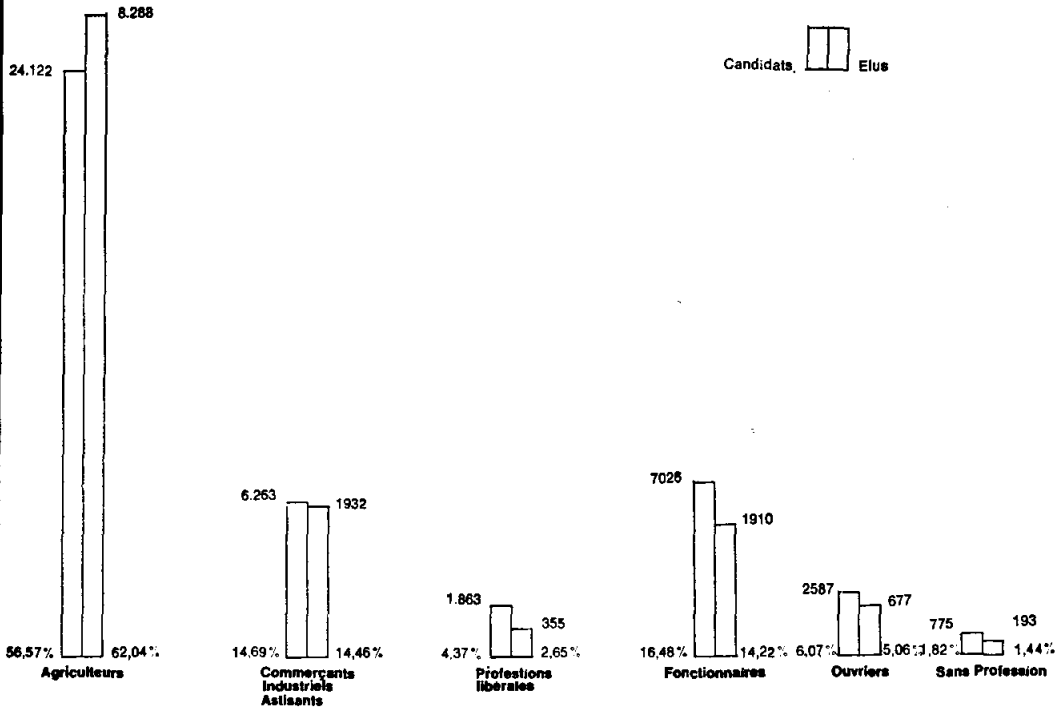 8.288
24.122
Candidats Elus
6.263
1932
7026
1910
1.863
355
2587
677
775
193
56,57% 62,04%
14.69% 14,46%
4,37% 2,65%
16,48% 14,22%
6,07% 5,06%
1,82% 1,44%
Agriculteurs
Commerçants
Industriels
Astisants
Profestions
libérales
Fonctionnaires
Ouvriers
Sans Profession